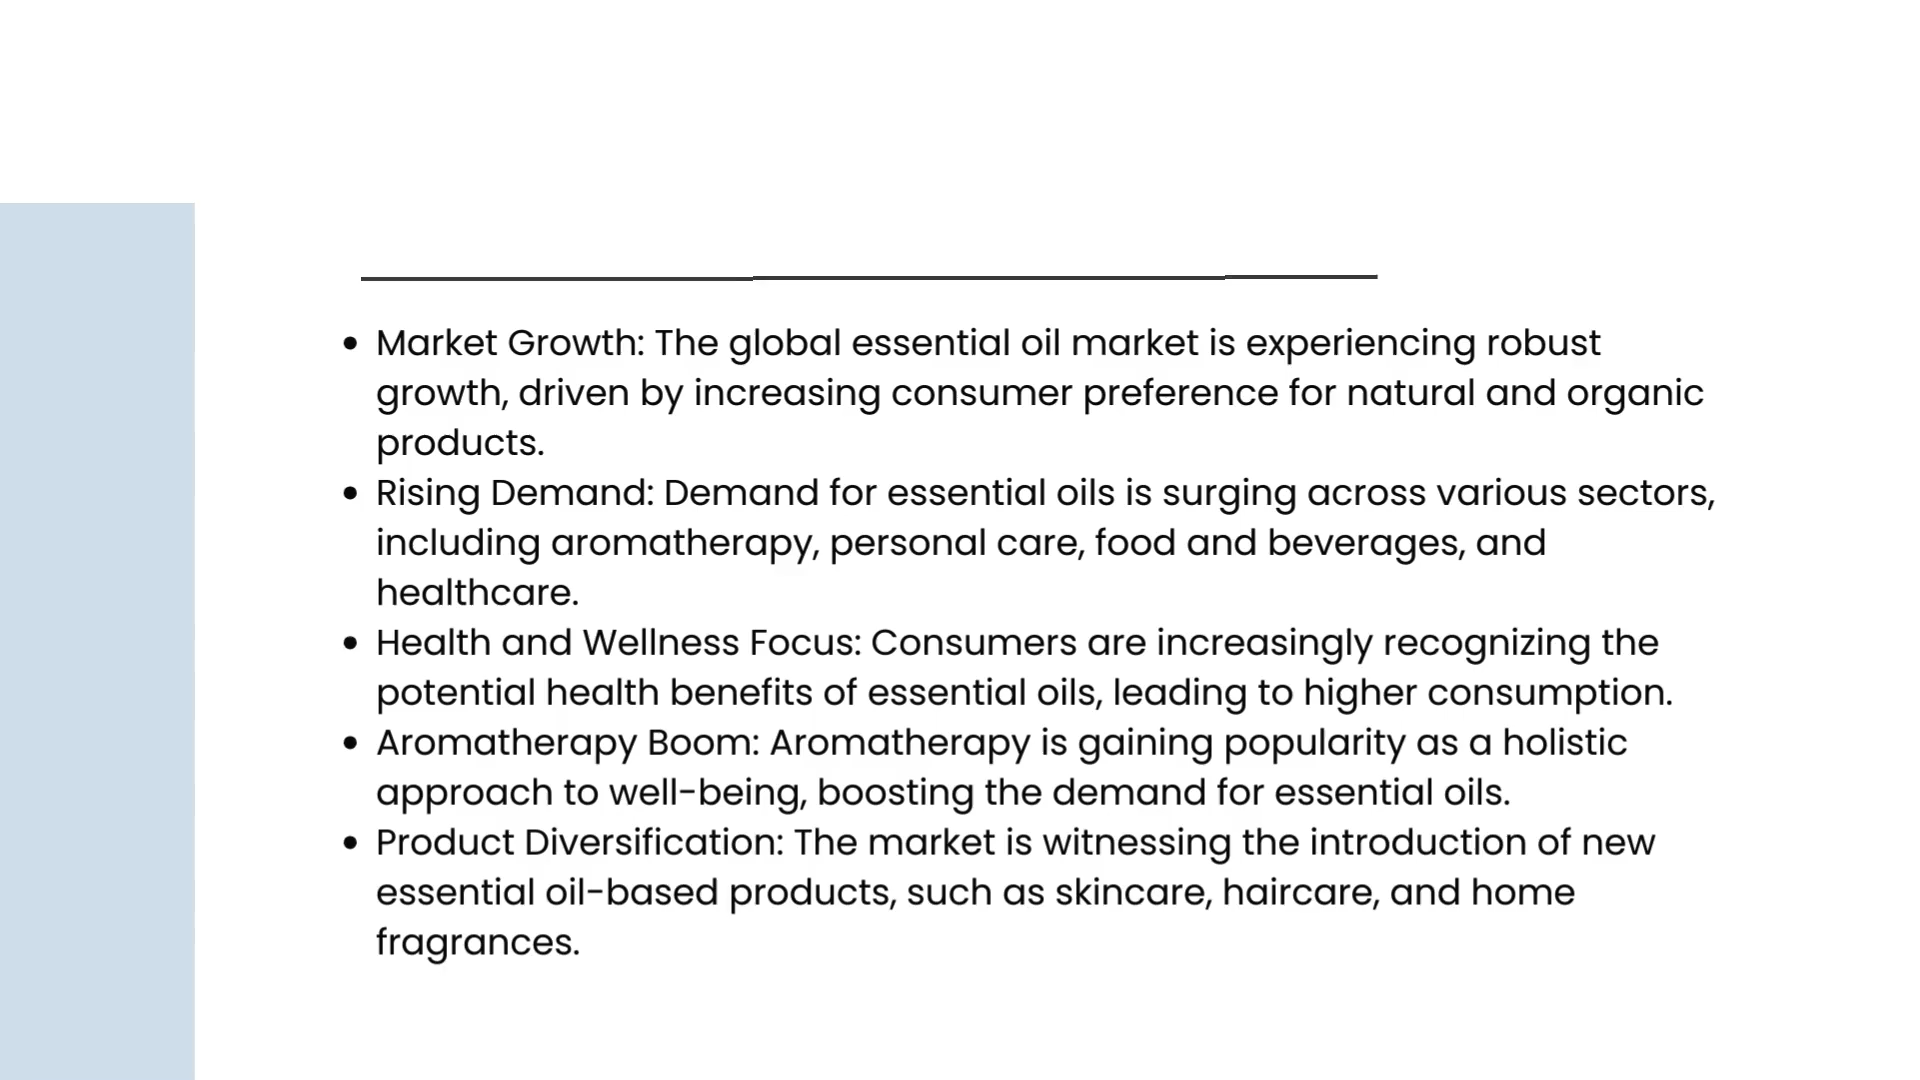 • Market Growth: The global essential oil market is experiencing robust
growth, driven by increasing consumer preference for natural and organic
products.
• Rising Demand: Demand for essential oils is surging across various sectors,
including aromatherapy, personal care, food and beverages, and
healthcare.
• Health and Wellness Focus: Consumers are increasingly recognizing the
potential health benefits of essential oils, leading to higher consumption.
• Aromatherapy Boom: Aromatherapy is gaining popularity as a holistic
approach to well-being, boosting the demand for essential oils.
• Product Diversification: The market is witnessing the introduction of new
essential oil-based products, such as skincare, haircare, and home
fragrances.